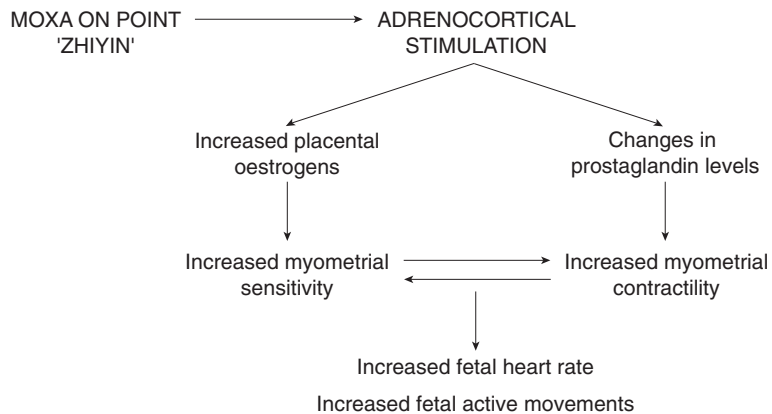 MOXA ON POINT
'ZHIYIN'
ADRENOCORTICAL
STIMULATION
Increased placental
oestrogens
Changes in
prostaglandin levels
Increased myometrial
sensitivity
Increased myometrial
contractility
Increased fetal heart rate
Increased fetal active movements